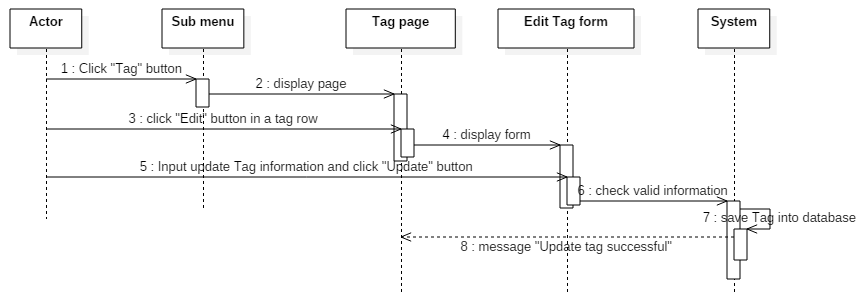 Actor
Sub menu
Tag page
Edit Tag form
System
1 : Click "Tag" button
2 : display page
3 : click "Edit" button in a tag row
4 : display form
5 : Input update Tag information and click "Update" button
6 : check valid information
7 : save Tag into database
8 : message "Update tag successful"